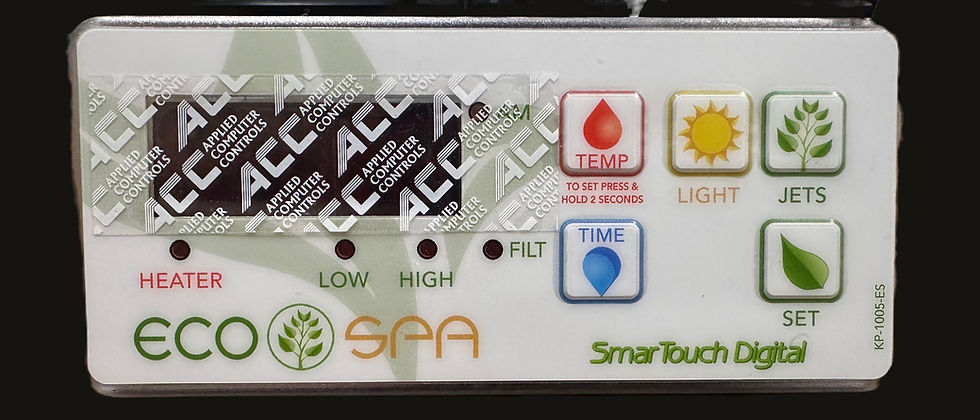 ACC
APPLIED
COMPUTER
CONTROLS
TEMP
TO SET PRESS &
HOLD 2 SECONDS
LIGHT
JETS
HEATER
LOW
HIGH
FILT
TIME
SET
ECO SPA
SmarTouch Digital
KP-1005-ES